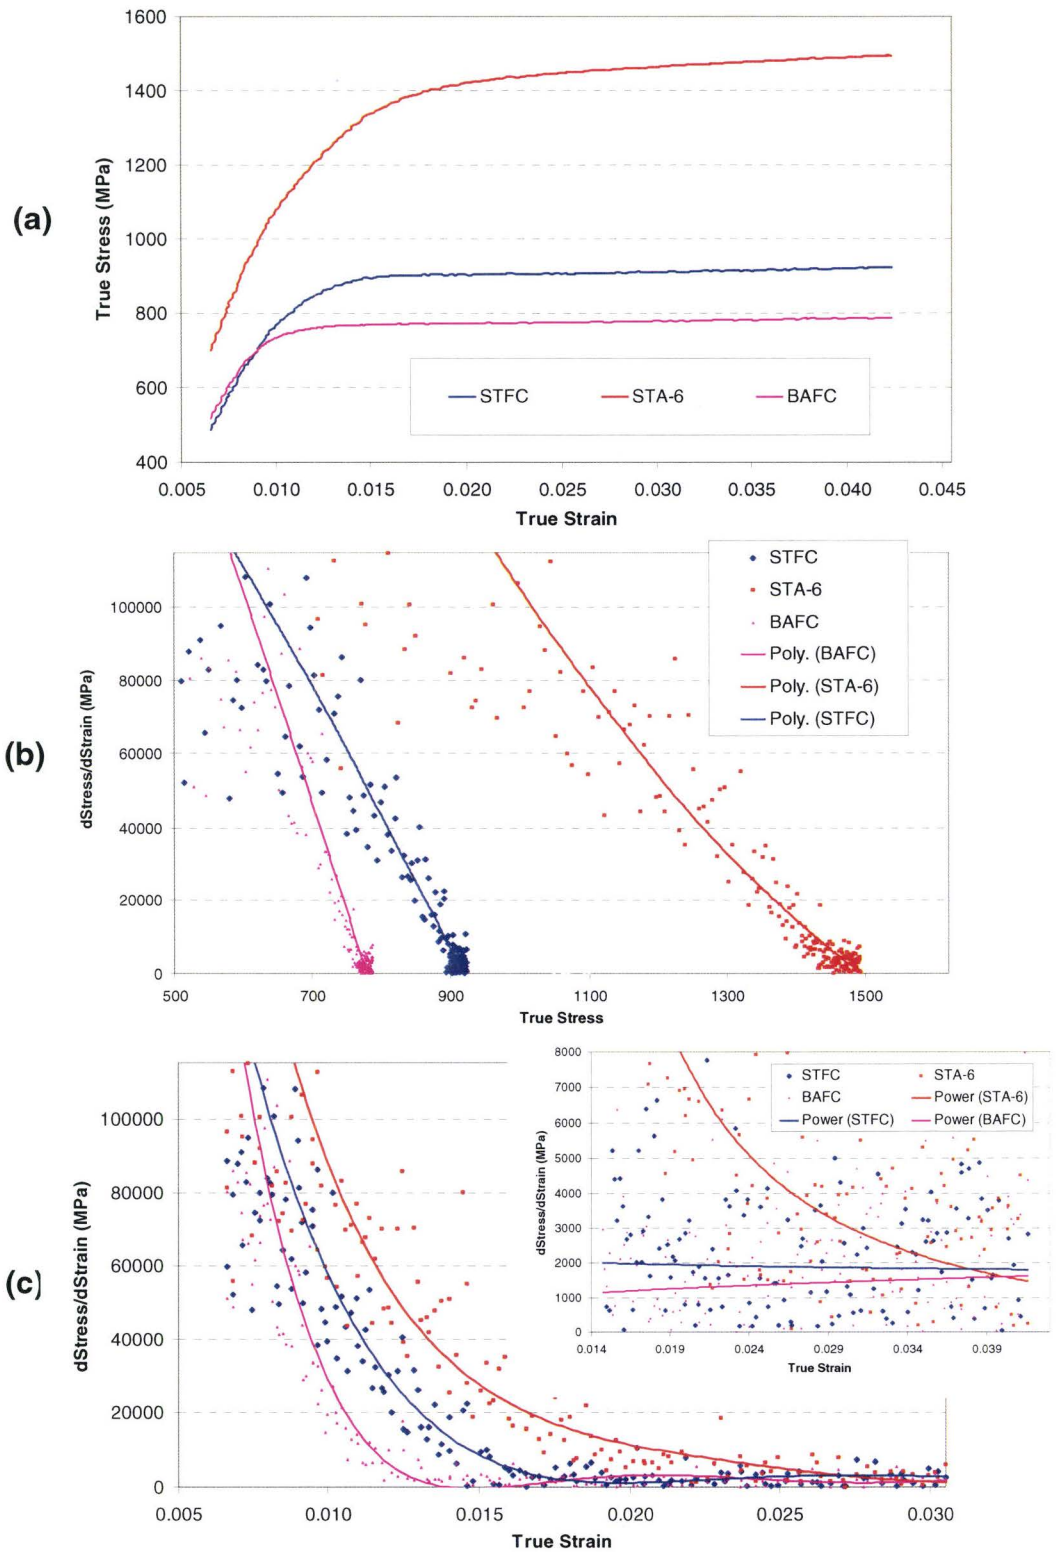 (a)
True Stress (MPa)
1600
1400
1200
1000
800
600
400
STFC STA-6 BAFC
0.005 0.010 0.015 0.020 0.025 0.030 0.035 0.040 0.045
True Strain
(b)
dStress/dStrain (MPa)
100000
80000
60000
40000
20000
0
STFC
STA-6
BAFC
Poly. (BAFC)
Poly. (STA-6)
Poly. (STFC)
500 700 900 1100 1300 1500
True Stress
(c)
dStress/dStrain (MPa)
100000
80000
60000
40000
20000
0
0.005 0.010 0.015 0.020 0.025 0.030
True Strain
dStress/dStrain (MPa)
8000
7000
6000
5000
4000
3000
2000
1000
0
STFC STA-6
BAFC Power (STA-6)
Power (STFC) Power (BAFC)
0.014 0.019 0.024 0.029 0.034 0.039
True Strain